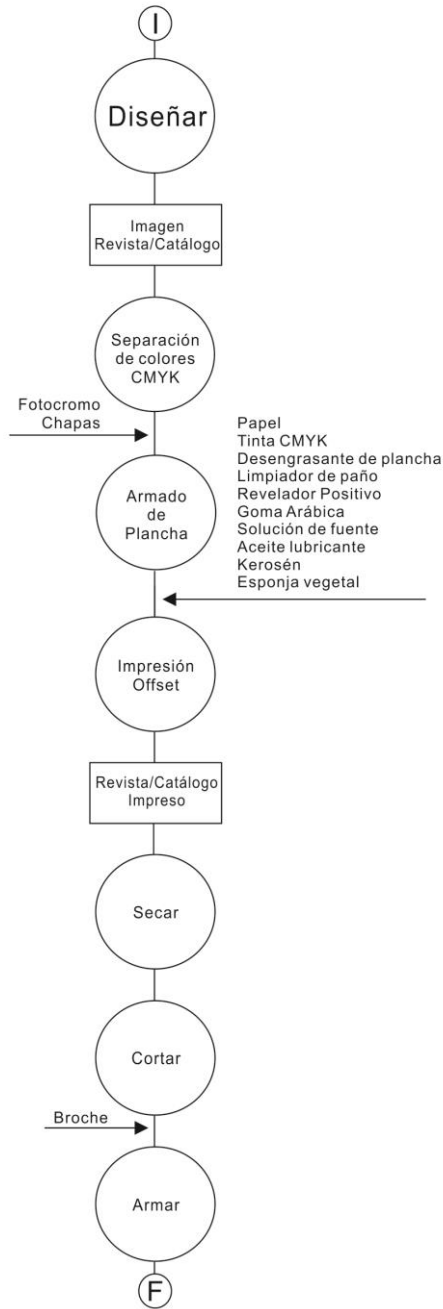 I
Diseñar
Imagen
Revista/Catálogo
Separación
de colores
CMYK
Fotocromo
Chapas
Papel
Tinta CMYK
Desengrasante de plancha
Limpiador de paño
Revelador Positivo
Goma Arábica
Solución de fuente
Aceite lubricante
Kerosén
Esponja vegetal
Armado
de
Plancha
Impresión
Offset
Revista/Catálogo
Impreso
Secar
Cortar
Broche
Armar
F